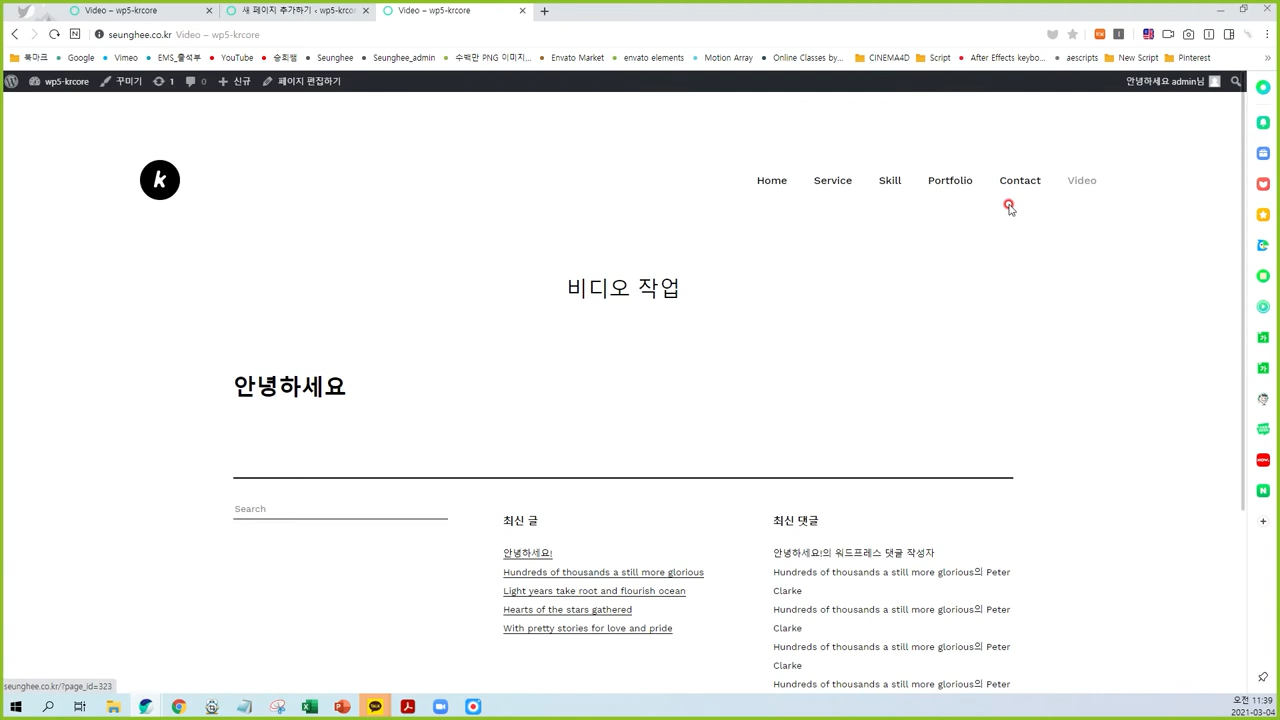 Video – wp5-krcore
새 페이지 추가하기 ‹ wp5-krcor
Video – wp5-krcore
seunghee.co.kr Video – wp5-krcore
북마크 Google Vimeo EMS_출석부 YouTube 승희쌤 Seunghee Seunghee_admin 수백만 PNG 이미지... Envato Market envato elements Motion Array Online Classes by... CINEMA4D Script After Effects keybo... aescripts New Script Pinterest
wp5-krcore 꾸미기 1 0 신규 페이지 편집하기 안녕하세요 admin님
k
Home Service Skill Portfolio Contact Video
비디오 작업
안녕하세요
Search
최신 글
안녕하세요!
Hundreds of thousands a still more glorious
Light years take root and flourish ocean
Hearts of the stars gathered
With pretty stories for love and pride
최신 댓글
안녕하세요!의 워드프레스 댓글 작성자
Hundreds of thousands a still more glorious의 Peter
Clarke
Hundreds of thousands a still more glorious의 Peter
Clarke
Hundreds of thousands a still more glorious의 Peter
Clarke
Hundreds of thousands a still more glorious의 Peter
seunghee.co.kr/?page_id=323
오전 11:39
2021-03-04